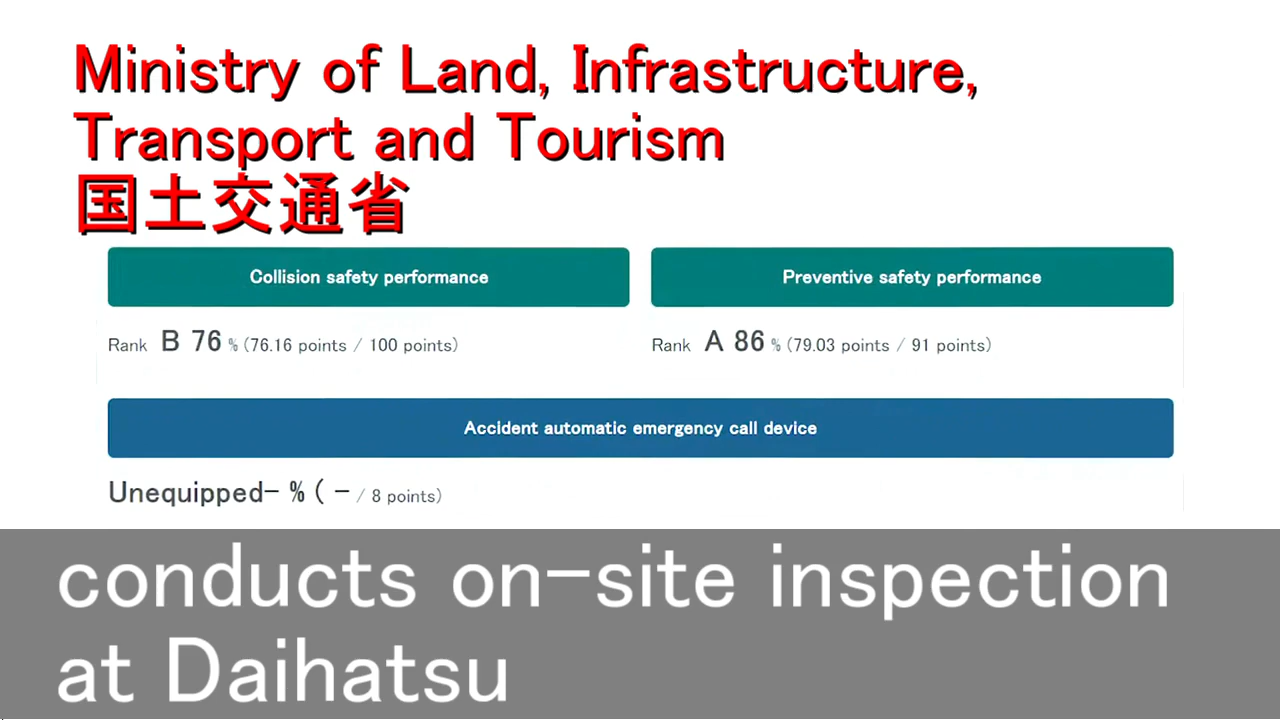 Ministry of Land, Infrastructure,
Transport and Tourism
国土交通省
Collision safety performance
Preventive safety performance
Rank B 76 % (76.16 points / 100 points)
Rank A 86 % (79.03 points / 91 points)
Accident automatic emergency call device
Unequipped- % ( - / 8 points)
conducts on-site inspection
at Daihatsu